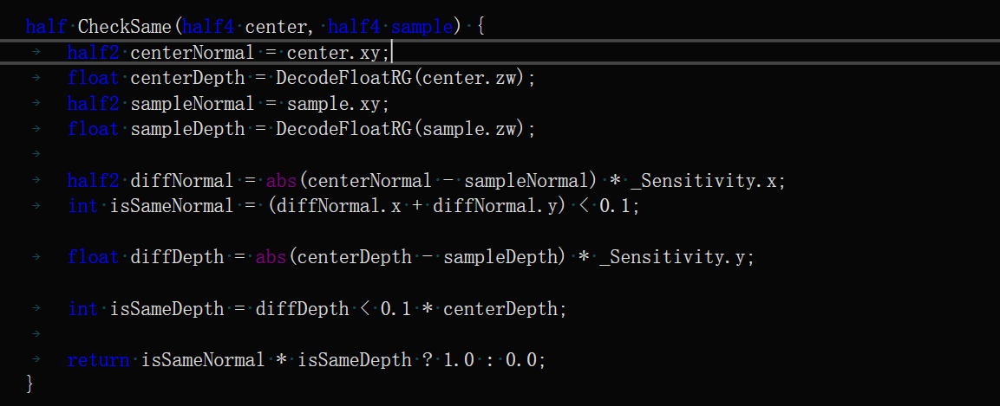 half CheckSame(half4 center, half4 sample) {
half2 centerNormal = center.xy;
float centerDepth = DecodeFloatRG(center.zw);
half2 sampleNormal = sample.xy;
float sampleDepth = DecodeFloatRG(sample.zw);
half2 diffNormal = abs(centerNormal - sampleNormal) * _Sensitivity.x;
int isSameNormal = (diffNormal.x + diffNormal.y) < 0.1;
float diffDepth = abs(centerDepth - sampleDepth) * _Sensitivity.y;
int isSameDepth = diffDepth < 0.1 * centerDepth;
return isSameNormal * isSameDepth ? 1.0 : 0.0;
}